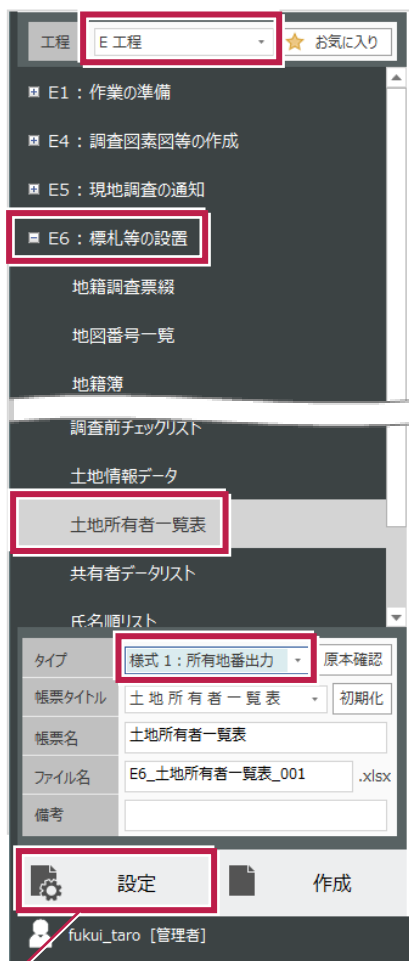 工程 E 工程 お気に入り
E1：作業の準備
E4：調査図素図等の作成
E5：現地調査の通知
E6：標札等の設置
地籍調査票綴
地図番号一覧
地籍簿
調査前チェックリスト
土地情報データ
土地所有者一覧表
共有者データリスト
氏名順リスト
タイプ 様式 1：所有地番出力 原本確認
帳票タイトル 土 地 所 有 者 一 覧 表 初期化
帳票名 土地所有者一覧表
ファイル名 E6_土地所有者一覧表_001 .xlsx
備考
設定 作成
fukui_taro [管理者]